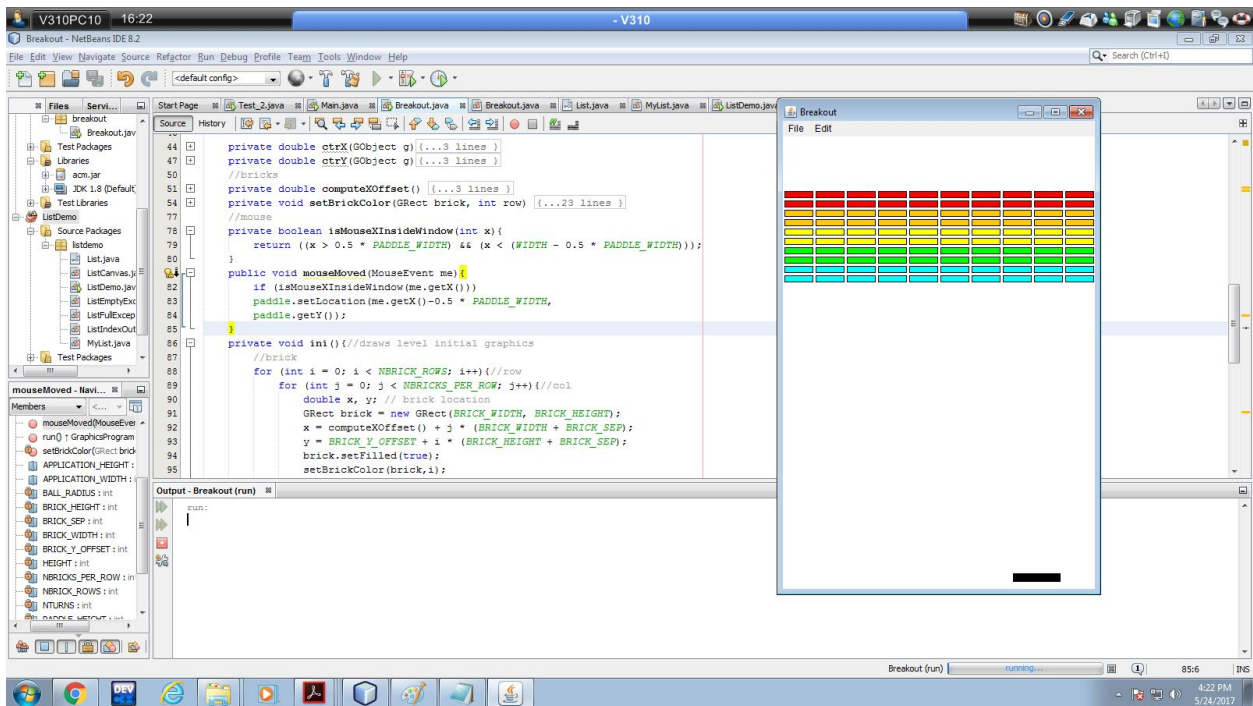 V310PC10 16:22
- V310
Breakout - NetBeans IDE 8.2
File Edit View Navigate Source Refactor Run Debug Profile Team Tools Window Help
Search (Ctrl+I)
<default config>
Files Servi...
Start Page Test_2.java Main.java Breakout.java Breakout.java List.java MyList.java ListDemo.java
Source History
breakout
Breakout.jav
Test Packages
Libraries
acm.jar
JDK 1.8 (Default)
Test Libraries
ListDemo
Source Packages
listdemo
List.java
ListCanvas.ja
ListDemo.jav
ListEmptyExc
ListFullExcep
ListIndexOut
MyList.java
Test Packages
44 private double ctrX(GObject g) {...3 lines }
47 private double ctrY(GObject g) {...3 lines }
50 //bricks
51 private double computeXOffset() {...3 lines }
54 private void setBrickColor(GRect brick, int row) {...23 lines }
77 //mouse
78 private boolean isMouseXInsideWindow(int x){
79 return ((x > 0.5 * PADDLE_WIDTH) && (x < (WIDTH - 0.5 * PADDLE_WIDTH)));
80 }
public void mouseMoved(MouseEvent me){
82 if (isMouseXInsideWindow(me.getX()))
83 paddle.setLocation(me.getX()-0.5 * PADDLE_WIDTH,
84 paddle.getY());
85 }
86 private void ini(){//draws level initial graphics
87 //brick
88 for (int i = 0; i < NBRICK_ROWS; i++){//row
89 for (int j = 0; j < NBRICKS_PER_ROW; j++){//col
90 double x, y; // brick location
91 GRect brick = new GRect(BRICK_WIDTH, BRICK_HEIGHT);
92 x = computeXOffset() + j * (BRICK_WIDTH + BRICK_SEP);
93 y = BRICK_Y_OFFSET + i * (BRICK_HEIGHT + BRICK_SEP);
94 brick.setFilled(true);
95 setBrickColor(brick,i);
mouseMoved - Navi...
Members <...
mouseMoved(MouseEver
run() ↑ GraphicsProgram
setBrickColor(GRect brick
APPLICATION_HEIGHT :
APPLICATION_WIDTH : i
BALL_RADIUS : int
BRICK_HEIGHT : int
BRICK_SEP : int
BRICK_WIDTH : int
BRICK_Y_OFFSET : int
HEIGHT : int
NBRICKS_PER_ROW : in
NBRICK_ROWS : int
NTURNS : int
PADDLE_HEIGHT : int
Output - Breakout (run)
run:
Breakout
File Edit
Breakout (run) running... 1 85:6 INS
DEV
4:22 PM
5/24/2017